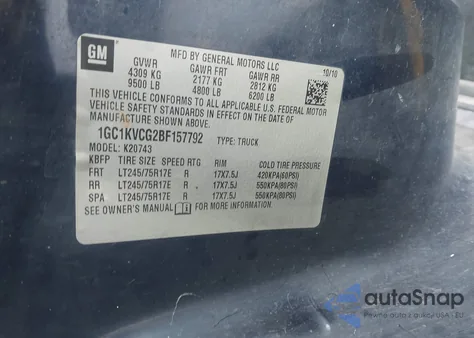 GM
MFD BY GENERAL MOTORS LLC
10/10
GVWR GAWR FRT GAWR RR
4309 KG 2177 KG 2812 KG
9500 LB 4800 LB 6200 LB
THIS VEHICLE CONFORMS TO ALL APPLICABLE U.S. FEDERAL MOTOR
VEHICLE SAFETY STANDARDS IN EFFECT ON THE DATE OF
MANUFACTURE SHOWN ABOVE.
1GC1KVCG2BF157792 TYPE: TRUCK
MODEL: K20743
KBFP TIRE SIZE SPEED RTG RIM COLD TIRE PRESSURE
FRT LT245/75R17E R 17X7.5J 420KPA(60PSI)
RR LT245/75R17E R 17X7.5J 550KPA(80PSI)
SPA LT245/75R17E R 17X7.5J 550KPA(80PSI)
SEE OWNER'S MANUAL FOR MORE INFORMATION.
autoSnap